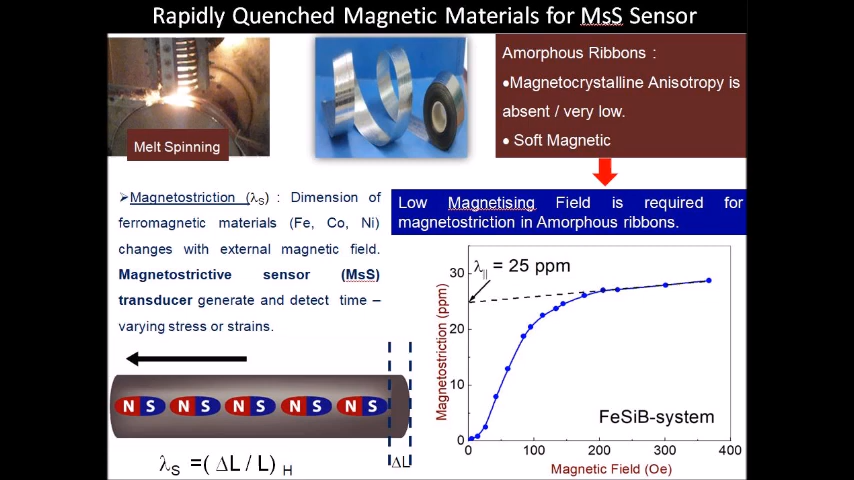 Rapidly Quenched Magnetic Materials for MsS Sensor
Melt Spinning
Amorphous Ribbons :
•Magnetocrystalline Anisotropy is
absent / very low.
• Soft Magnetic
➢Magnetostriction (λS) : Dimension of
ferromagnetic materials (Fe, Co, Ni)
changes with external magnetic field.
Magnetostrictive sensor (MsS)
transducer generate and detect time –
varying stress or strains.
Low Magnetising Field is required for
magnetostriction in Amorphous ribbons.
N S N S N S N S N S
λS =( ΔL / L) H
ΔL
λ|| = 25 ppm
Magnetostriction (ppm)
30
20
10
0
FeSiB-system
0 100 200 300 400
Magnetic Field (Oe)